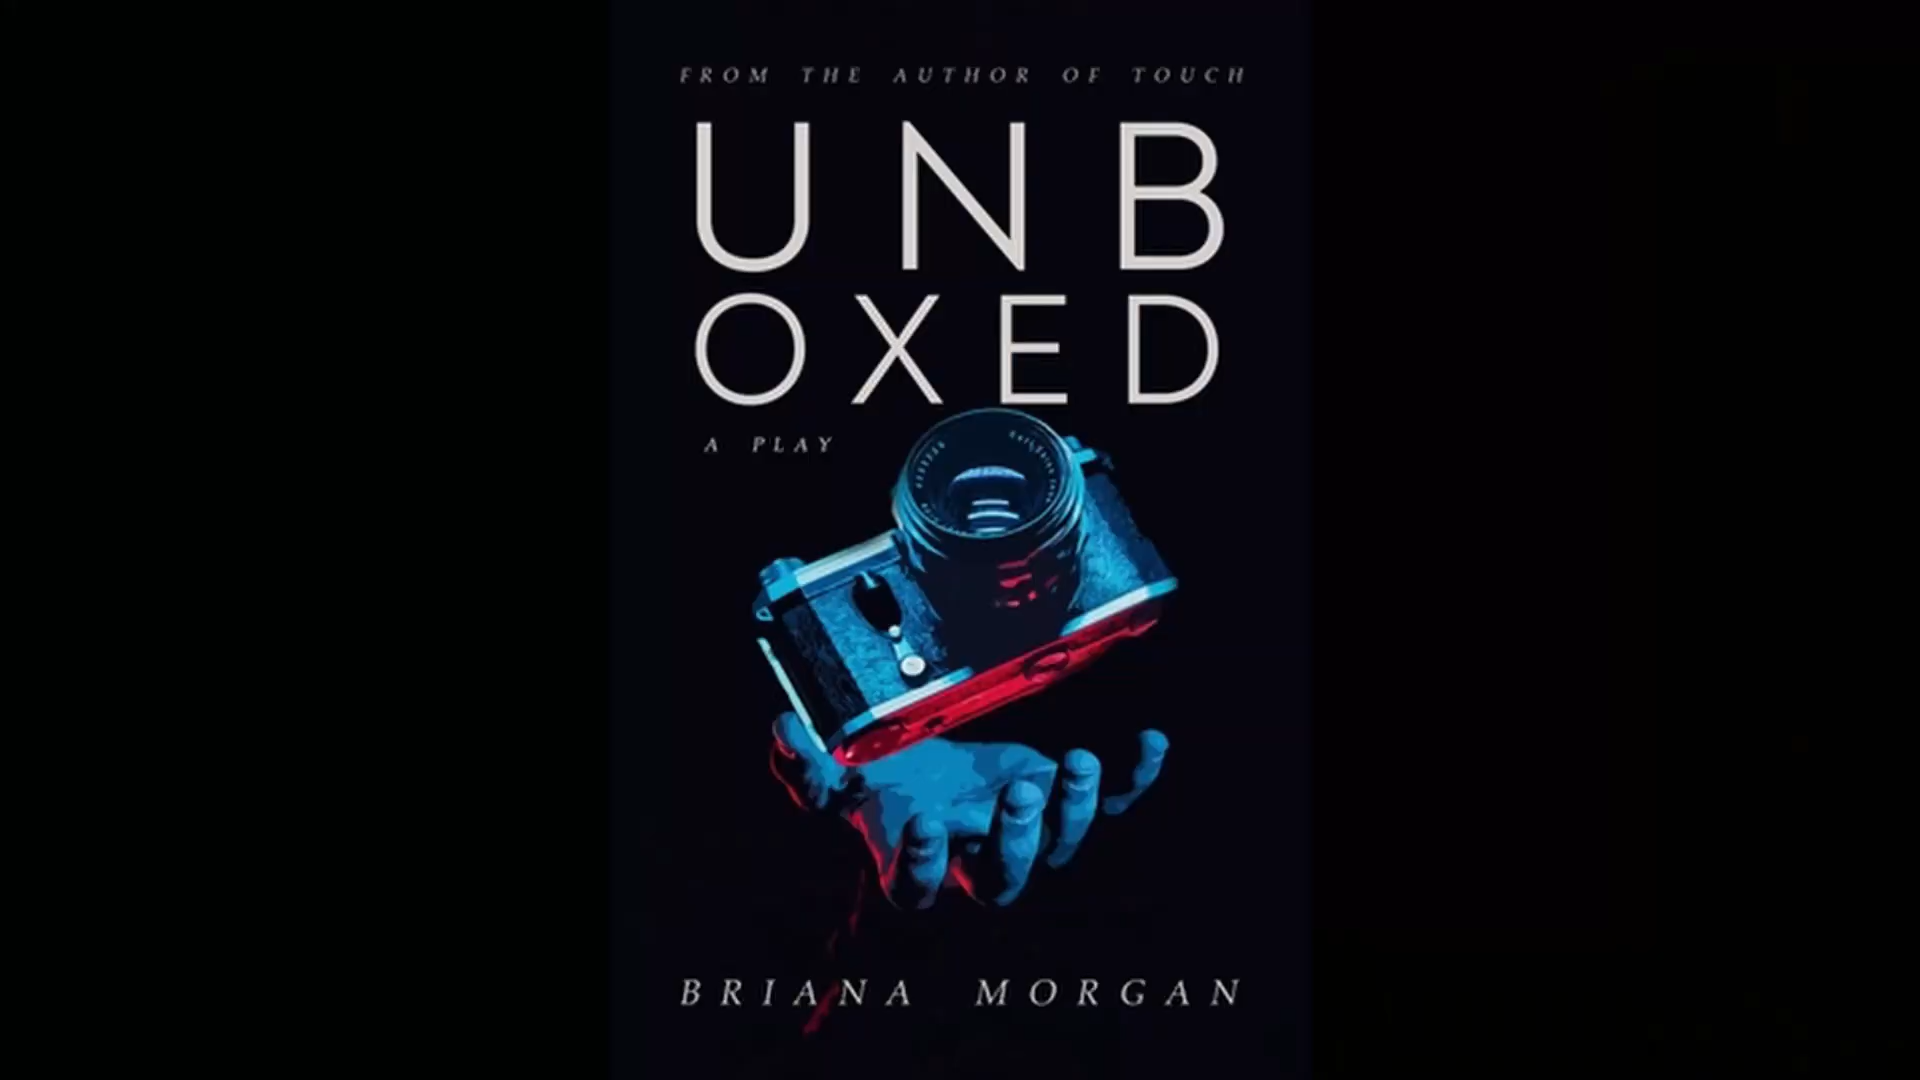 FROM THE AUTHOR OF TOUCH
UNB
OXED
A PLAY
BRIANA MORGAN